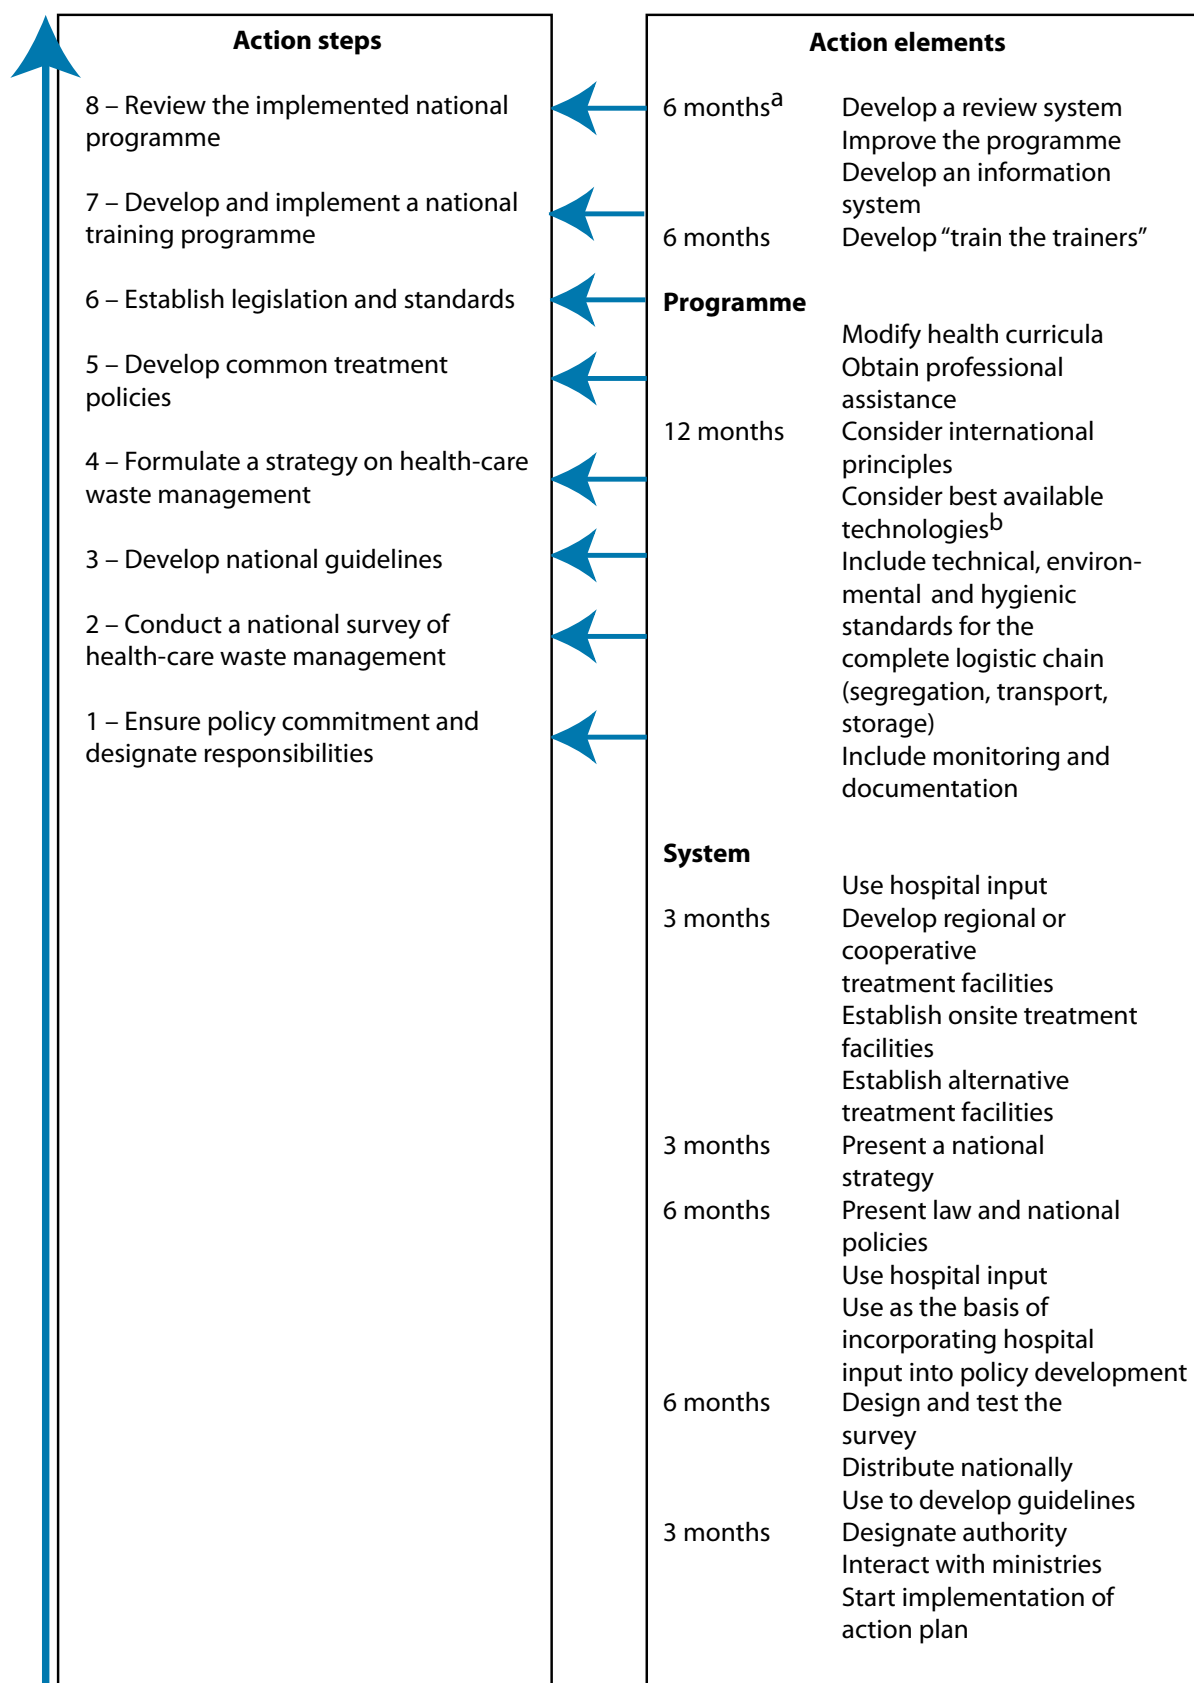 Action steps
8 – Review the implemented national
programme
7 – Develop and implement a national
training programme
6 – Establish legislation and standards
5 – Develop common treatment
policies
4 – Formulate a strategy on health-care
waste management
3 – Develop national guidelines
2 – Conduct a national survey of
health-care waste management
1 – Ensure policy commitment and
designate responsibilities
Action elements
6 months^a Develop a review system
Improve the programme
Develop an information
system
6 months Develop “train the trainers”
Programme
Modify health curricula
Obtain professional
assistance
12 months Consider international
principles
Consider best available
technologies^b
Include technical, environ-
mental and hygienic
standards for the
complete logistic chain
(segregation, transport,
storage)
Include monitoring and
documentation
System
Use hospital input
3 months Develop regional or
cooperative
treatment facilities
Establish onsite treatment
facilities
Establish alternative
treatment facilities
3 months Present a national
strategy
6 months Present law and national
policies
Use hospital input
Use as the basis of
incorporating hospital
input into policy development
6 months Design and test the
survey
Distribute nationally
Use to develop guidelines
3 months Designate authority
Interact with ministries
Start implementation of
action plan